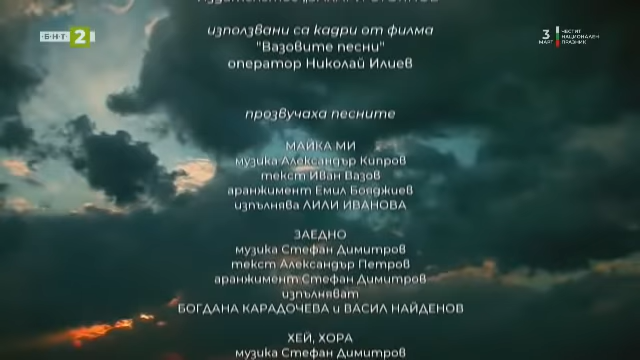 БНТ 2
3 МАРТ
ЧЕСТИТ
НАЦИОНАЛЕН
ПРАЗНИК
използвани са кадри от филма
"Вазовите песни"
оператор Николай Илиев
прозвучаха песните
МАЙКА МИ
музика Александър Кипров
текст Иван Вазов
аранжимент Емил Бояджиев
изпълнява ЛИЛИ ИВАНОВА
ЗАЕДНО
музика Стефан Димитров
текст Александър Петров
аранжимент Стефан Димитров
изпълняват
БОГДАНА КАРАДОЧЕВА и ВАСИЛ НАЙДЕНОВ
ХЕЙ, ХОРА
музика Стефан Димитров